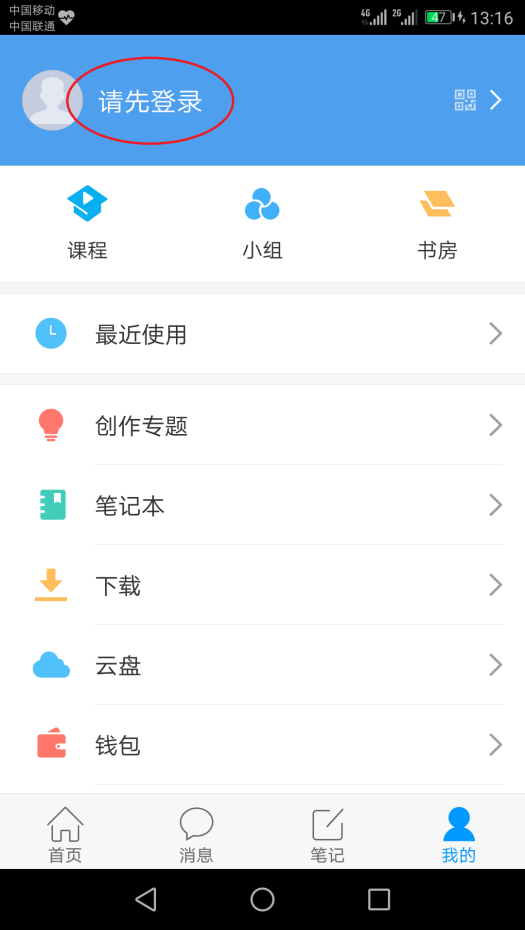 中国移动
中国联通
4G
2G
47
13:16
请先登录
课程
小组
书房
最近使用
创作专题
笔记本
下载
云盘
钱包
首页
消息
笔记
我的